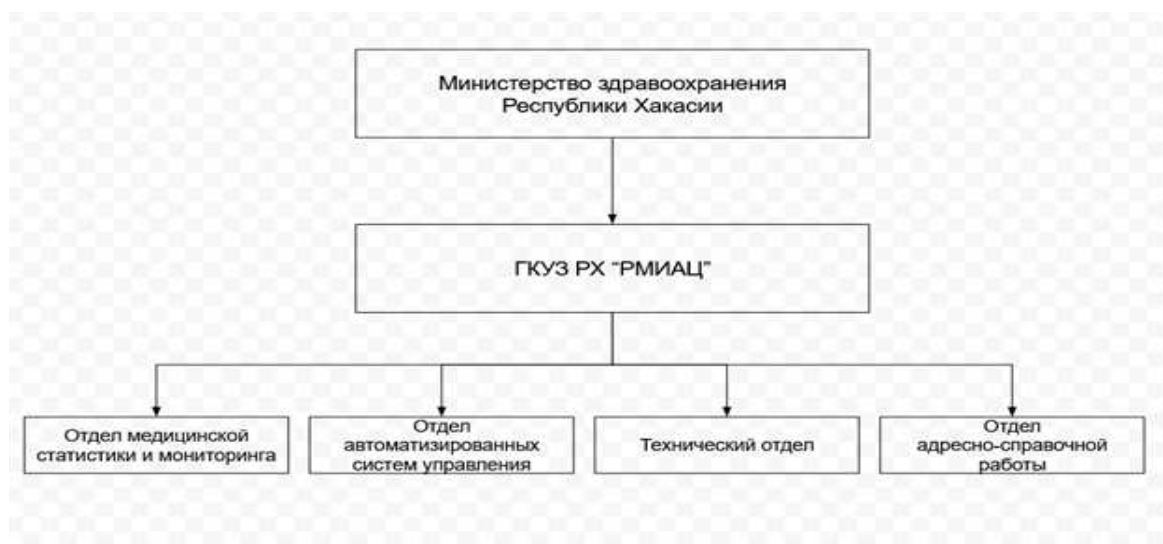 Министерство здравоохранения
Республики Хакасии
ГКУЗ РХ “РМИАЦ”
Отдел медицинской
статистики и мониторинга
Отдел
автоматизированных
систем управления
Технический отдел
Отдел
адресно-справочной
работы